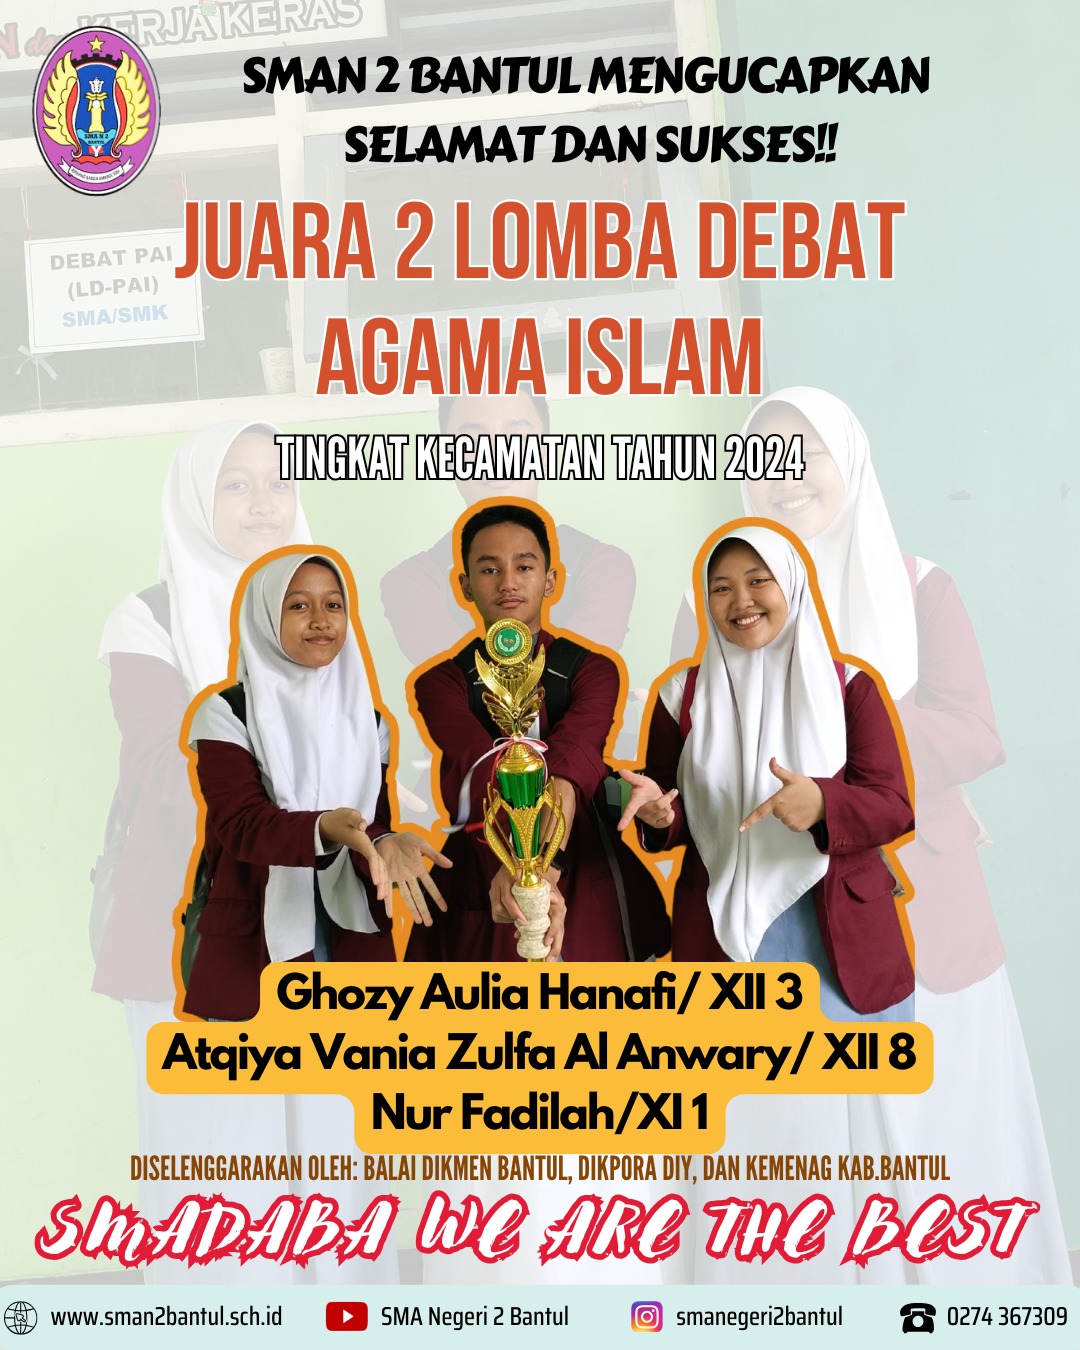 KERJA KERAS
SMA N 2
BANTUL
SMAN 2 BANTUL MENGUCAPKAN
SELAMAT DAN SUKSES!!
JUARA 2 LOMBA DEBAT
AGAMA ISLAM
DEBAT PAI
(LD-PAI)
SMA/SMK
TINGKAT KECAMATAN TAHUN 2024
Ghozy Aulia Hanafi/ XII 3
Atqiya Vania Zulfa Al Anwary/ XII 8
Nur Fadilah/XI 1
DISELENGGARAKAN OLEH: BALAI DIKMEN BANTUL, DIKPORA DIY, DAN KEMENAG KAB.BANTUL
SMADABA WE ARE THE BEST
www.sman2bantul.sch.id
SMA Negeri 2 Bantul
smanegeri2bantul
0274 367309